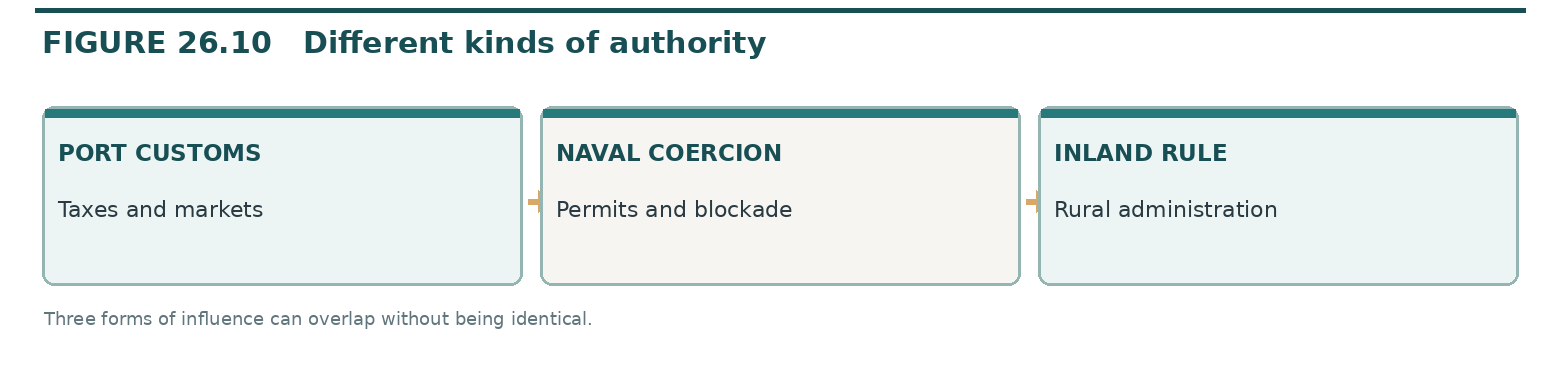 FIGURE 26.10 Different kinds of authority
PORT CUSTOMS
Taxes and markets
NAVAL COERCION
Permits and blockade
INLAND RULE
Rural administration
Three forms of influence can overlap without being identical.